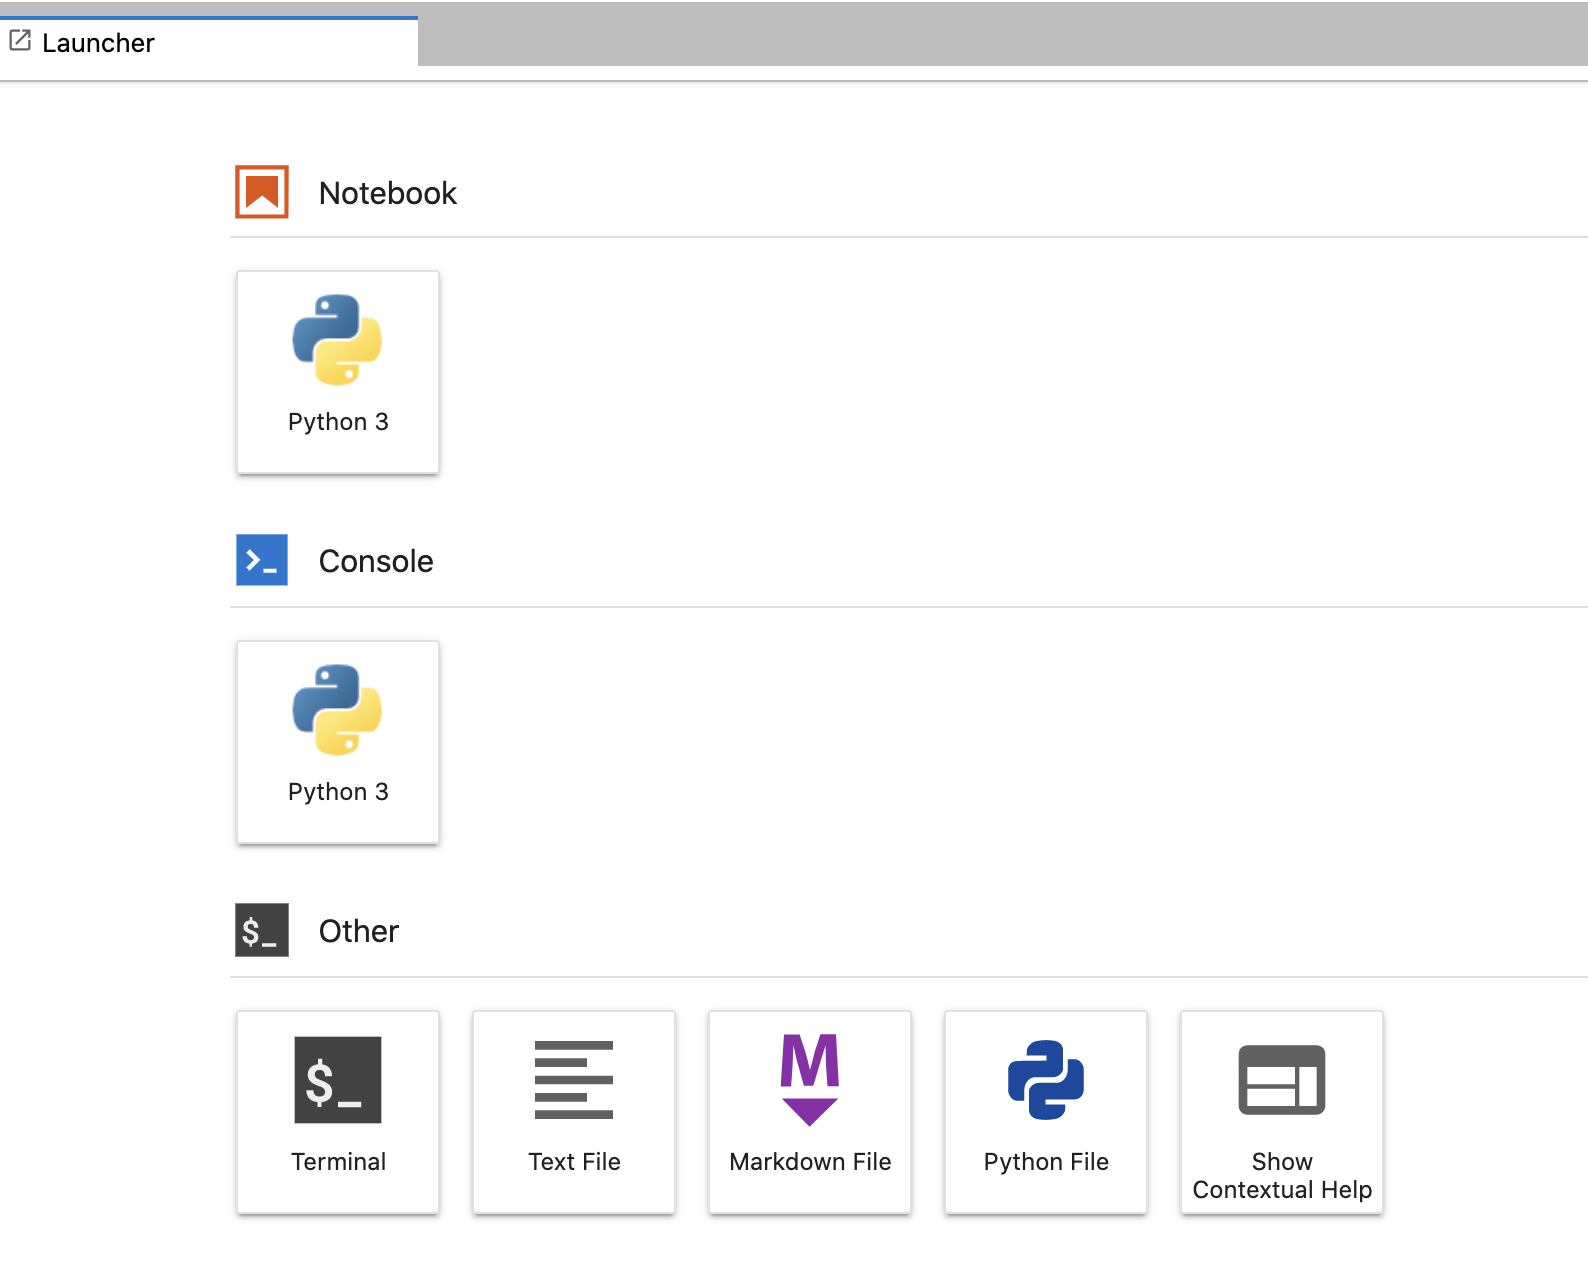 Launcher
Notebook
Python 3
>_
Console
Python 3
$_
Other
$_
Terminal
Text File
M
Markdown File
Python File
Show
Contextual Help